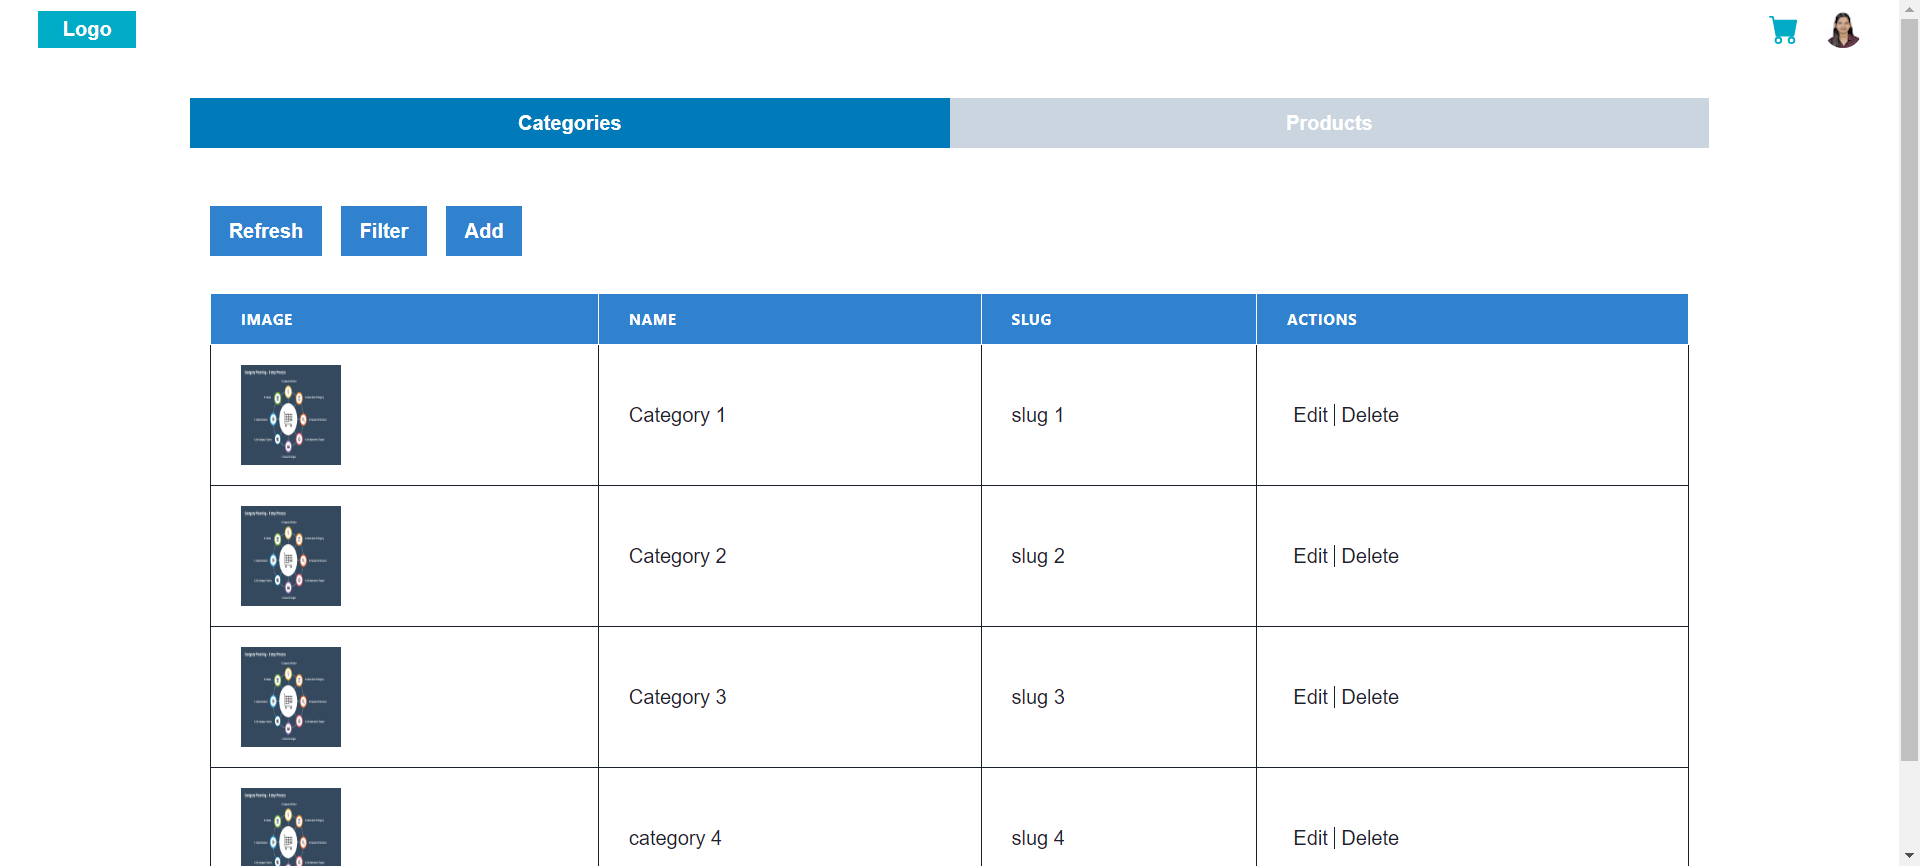 Logo
Categories Products
Refresh Filter Add
IMAGE NAME SLUG ACTIONS
Category 1 slug 1 Edit | Delete
Category 2 slug 2 Edit | Delete
Category 3 slug 3 Edit | Delete
category 4 slug 4 Edit | Delete